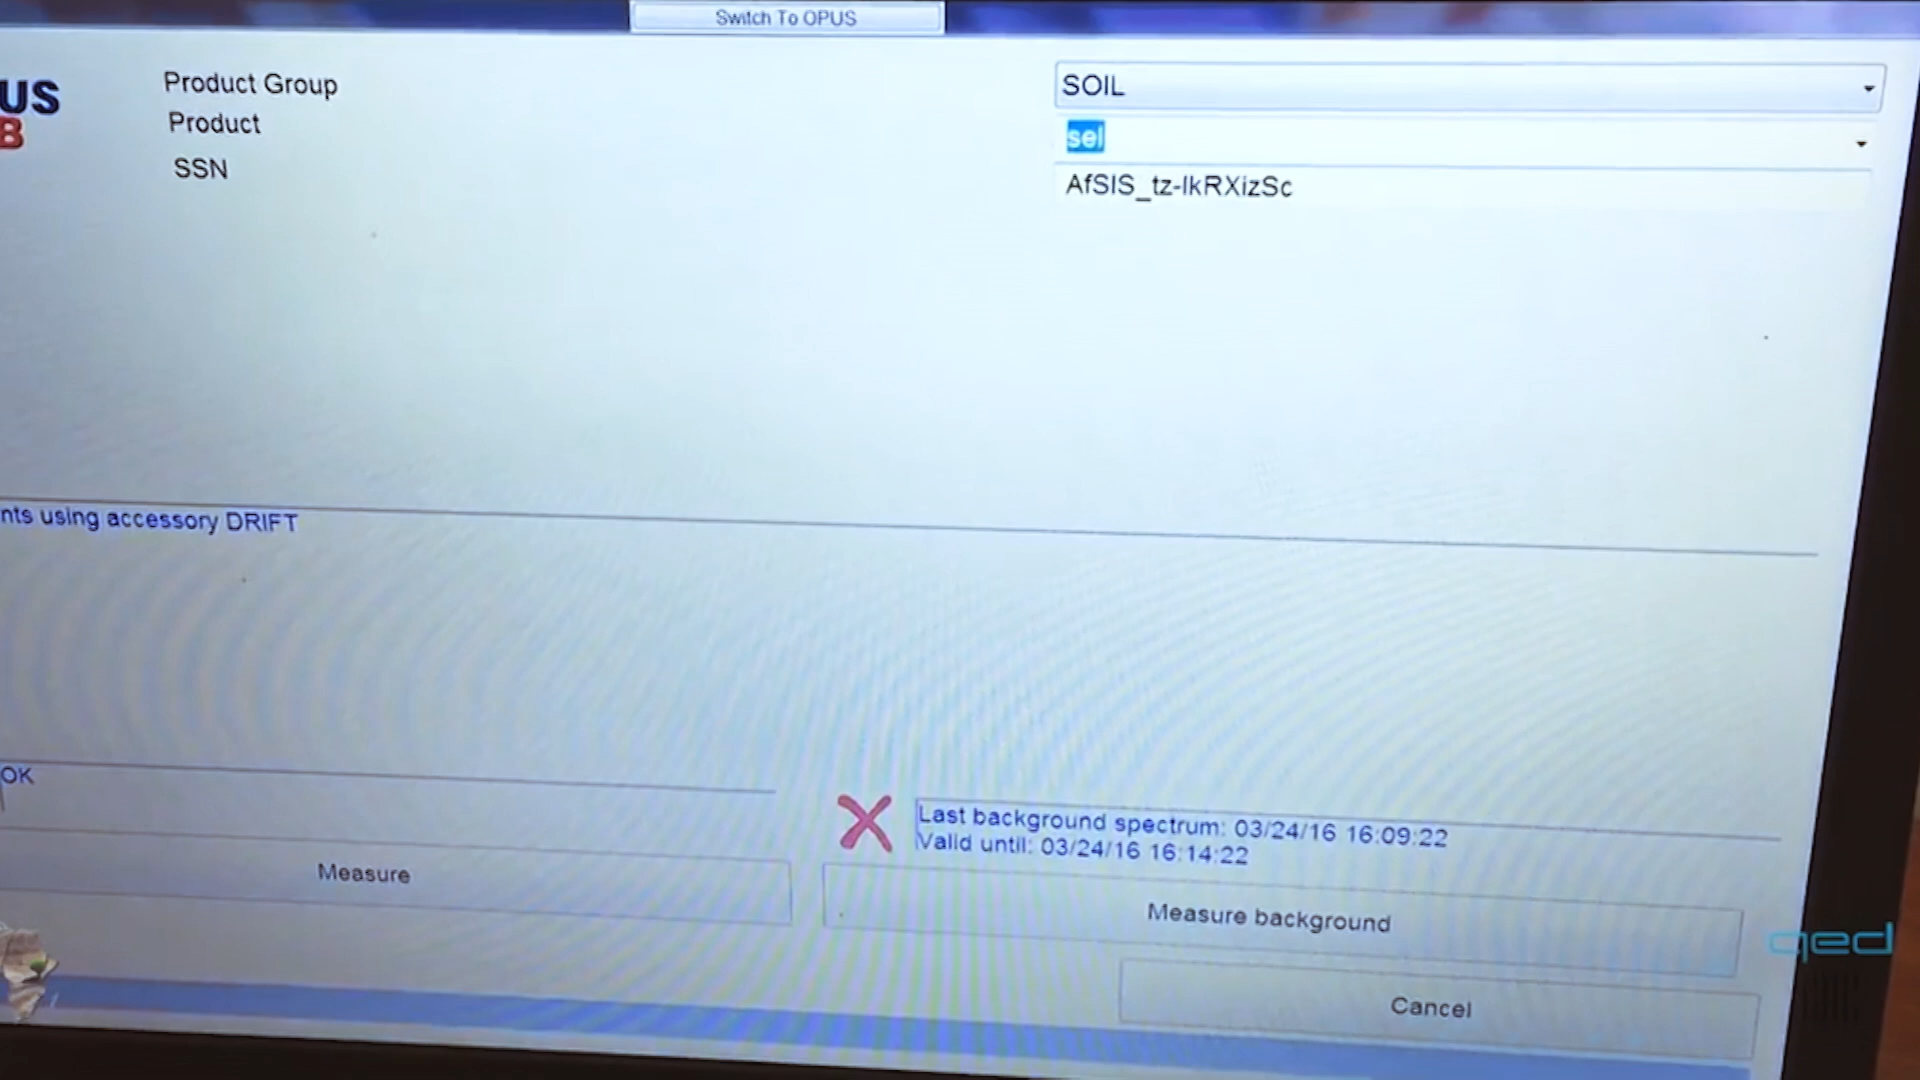 Switch To OPUS
US
B
Product Group
SOIL
Product
sel
SSN
AfSIS_tz-IkRXizSc
nts using accessory DRIFT
OK
Last background spectrum: 03/24/16 16:09:22
Valid until: 03/24/16 16:14:22
Measure
Measure background
Cancel
qed